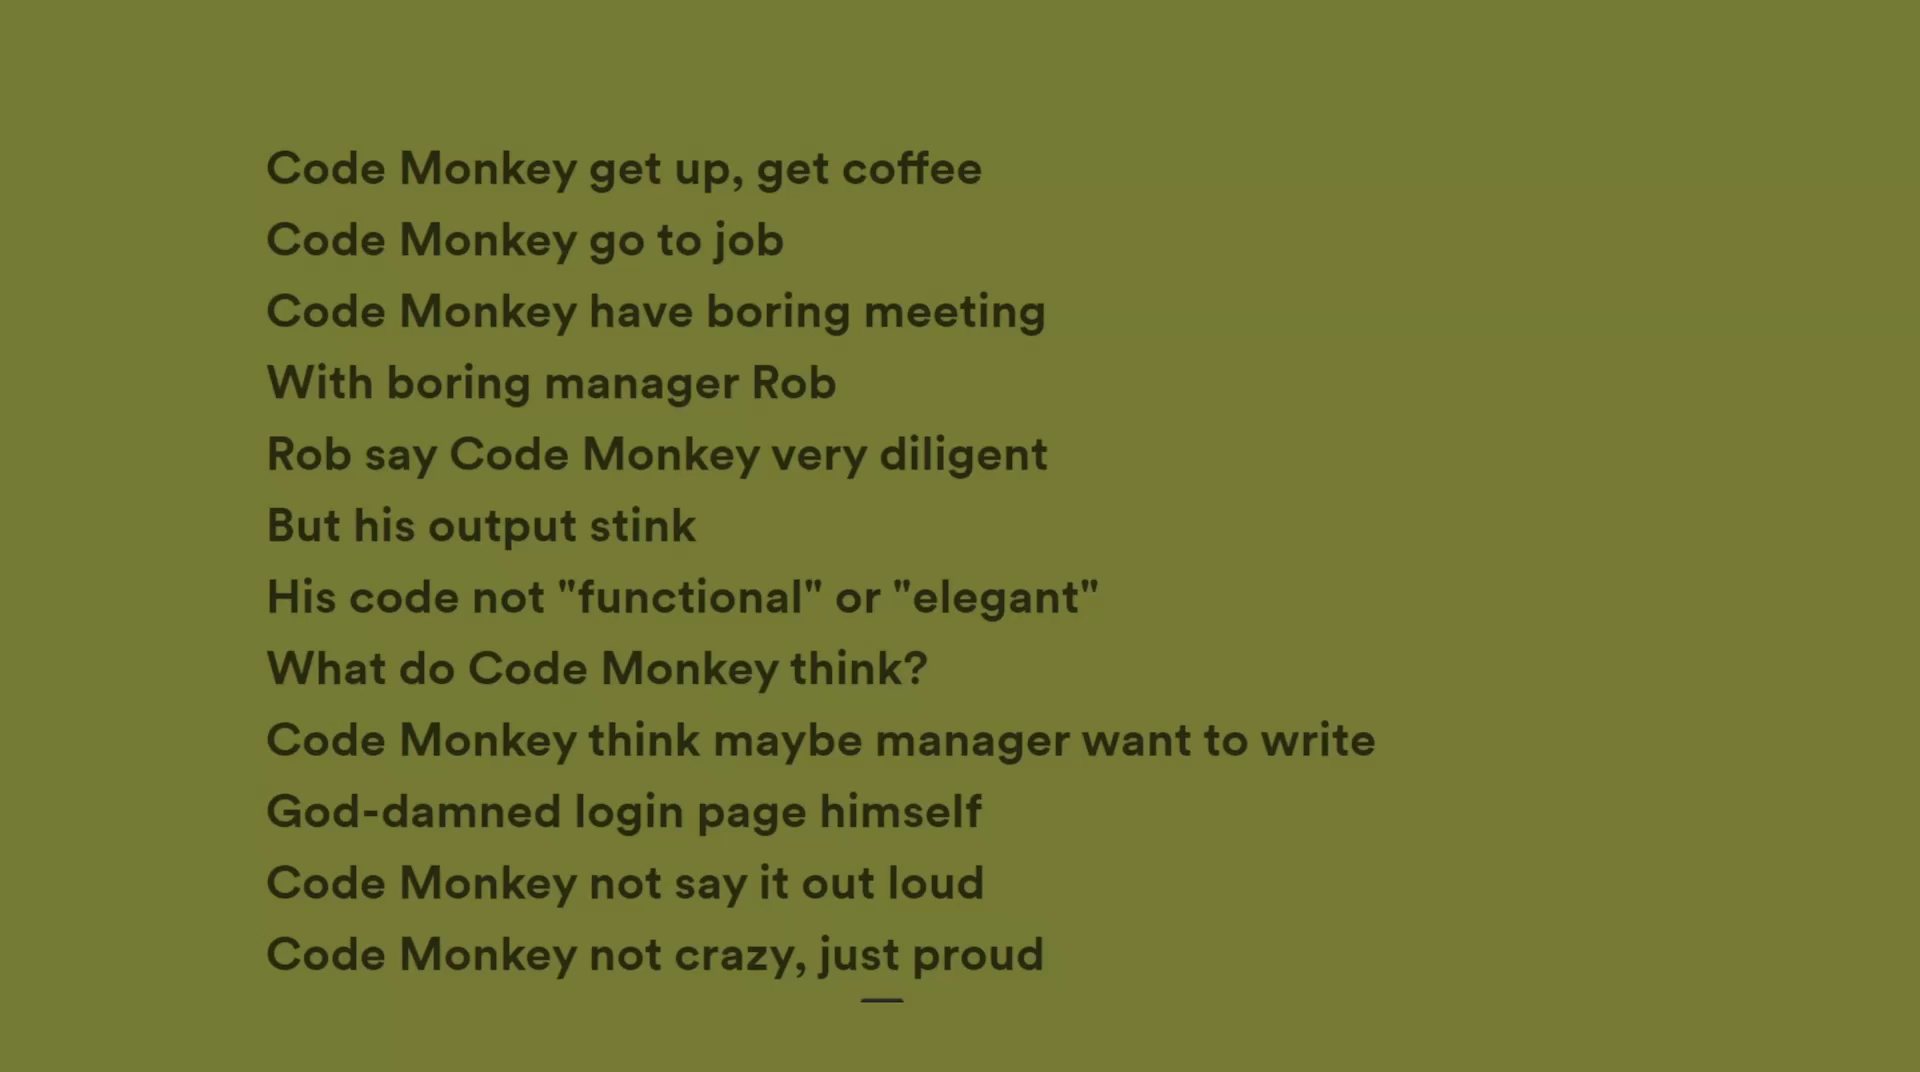 Code Monkey get up, get coffee
Code Monkey go to job
Code Monkey have boring meeting
With boring manager Rob
Rob say Code Monkey very diligent
But his output stink
His code not "functional" or "elegant"
What do Code Monkey think?
Code Monkey think maybe manager want to write
God-damned login page himself
Code Monkey not say it out loud
Code Monkey not crazy, just proud